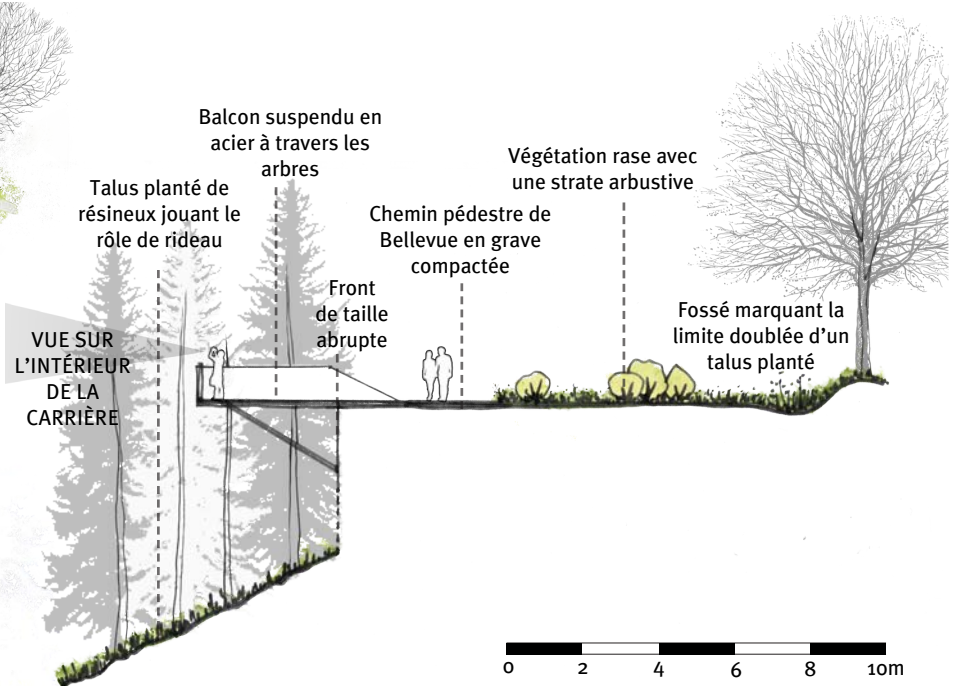 Balcon suspendu en
acier à travers les
arbres
Talus planté de
résineux jouant le
rôle de rideau
Végétation rase avec
une strate arbustive
Chemin pédestre de
Bellevue en grave
compactée
Front
de taille
abrupte
Fossé marquant la
limite doublée d'un
talus planté
VUE SUR
L'INTÉRIEUR
DE LA
CARRIÈRE
0 2 4 6 8 10m